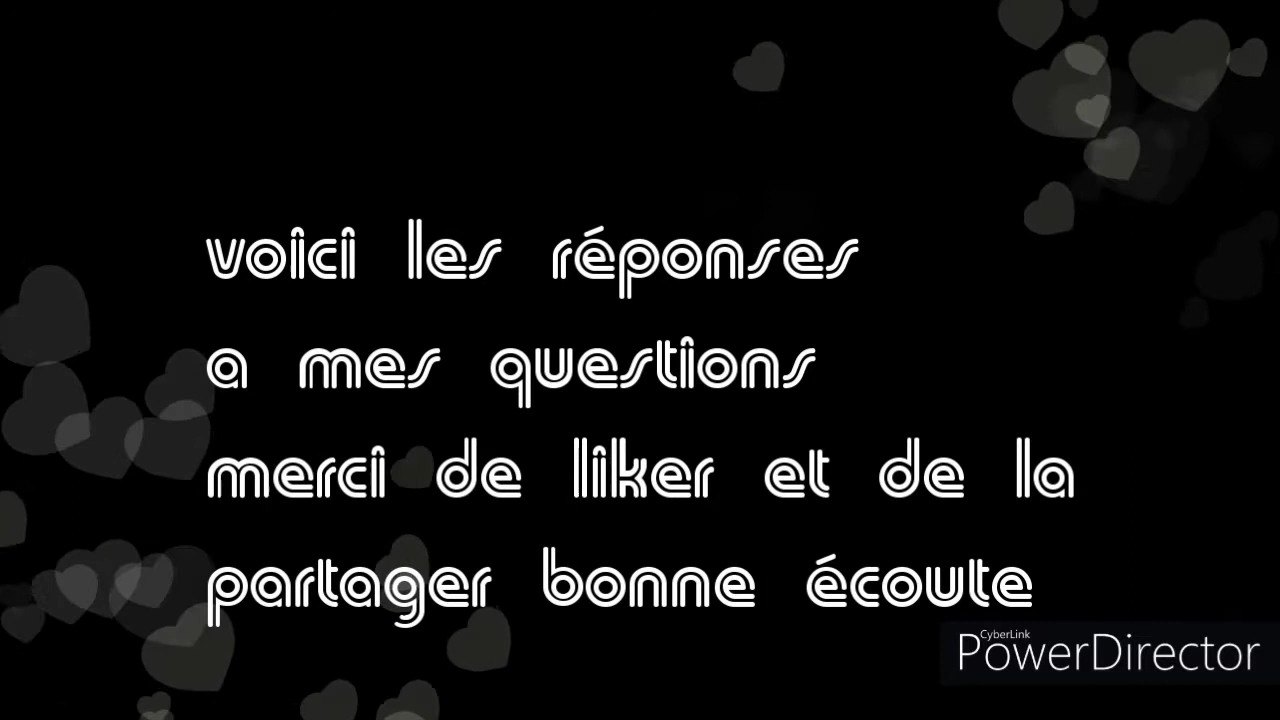 voici les réponses
a mes questions
merci de liker et de la
partager bonne écoute
CyberLink
PowerDirector